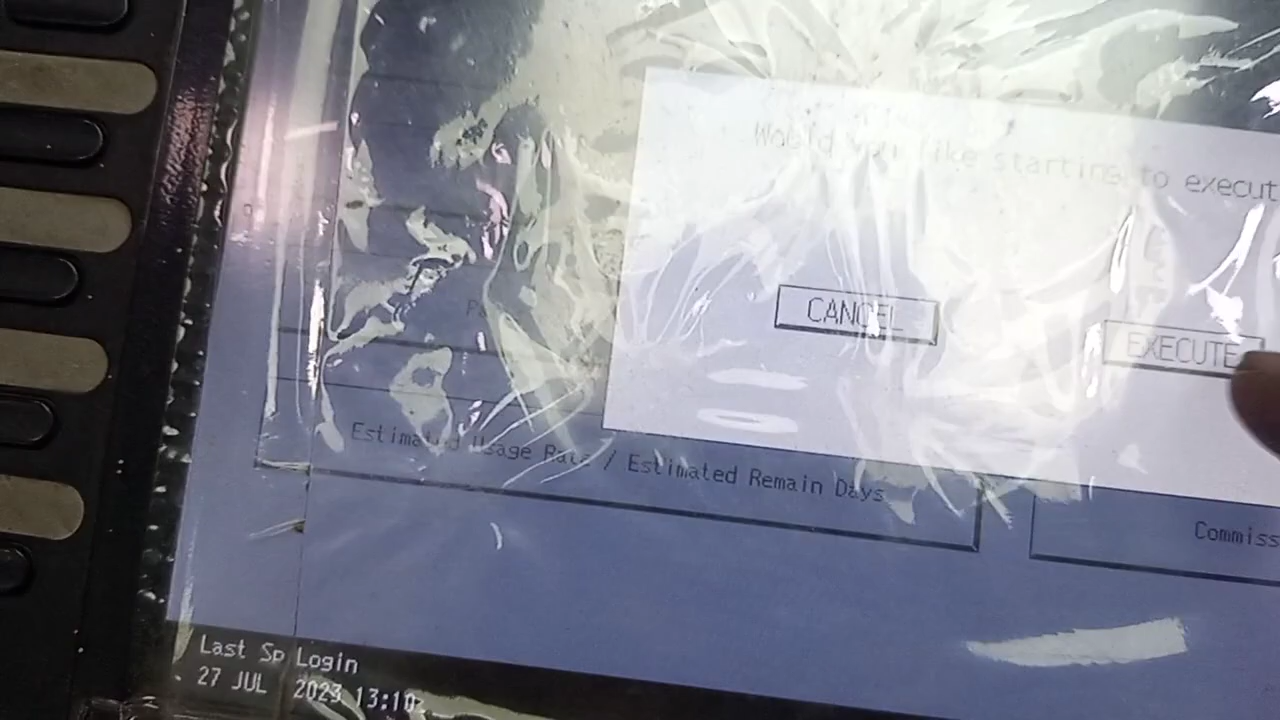 Would you like starting to execut
CANCEL
EXECUTE
Estimated Usage Rate / Estimated Remain Days
Commiss
Last Sp Login
27 JUL 2023 13:10